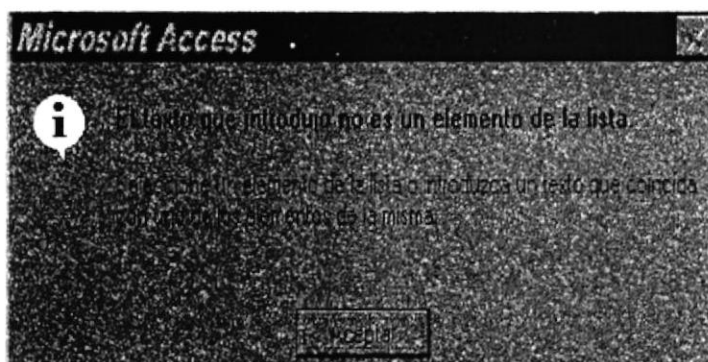 Microsoft Access
El texto que introdujo no es un elemento de la lista.
Seleccione un elemento de la lista o introduzca un texto que coincida
con uno de los elementos de la misma.
Aceptar